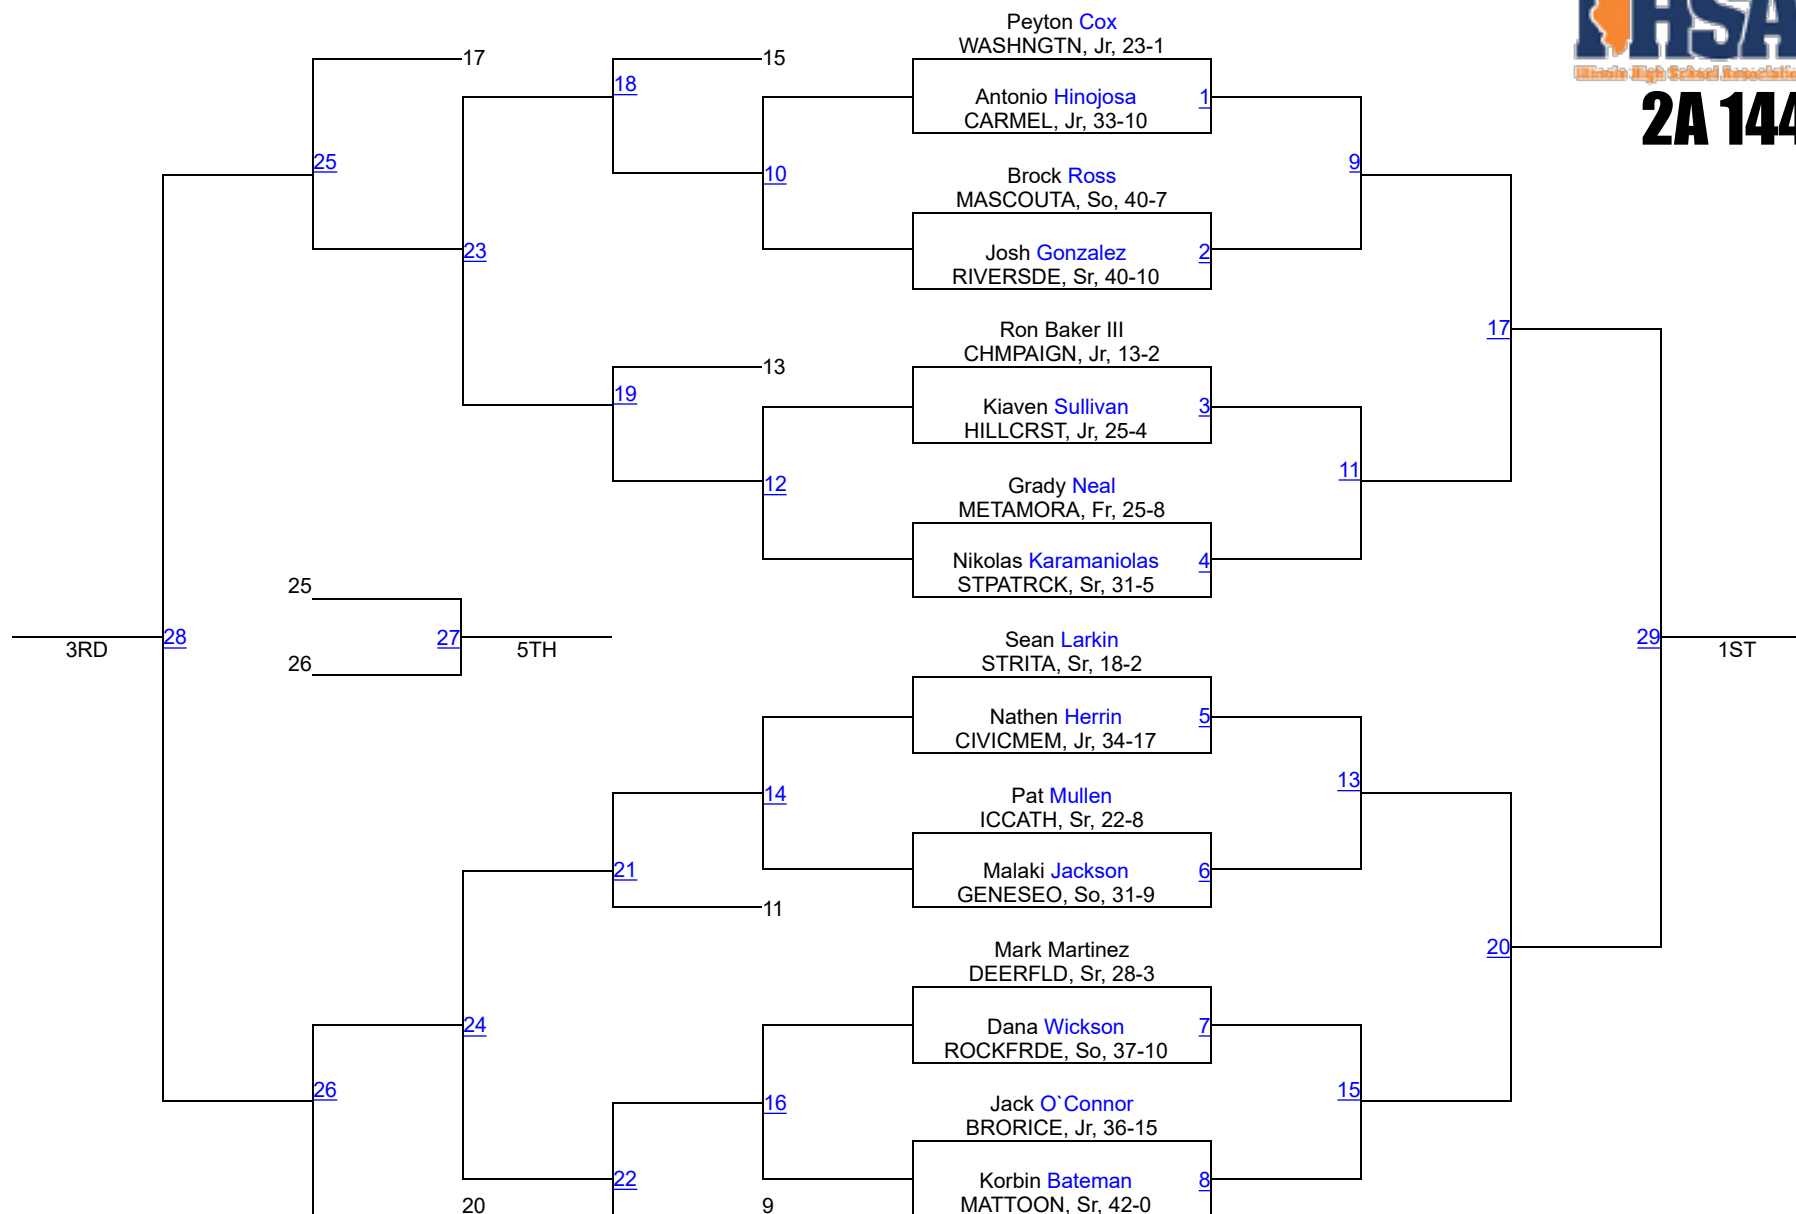 Peyton Cox
WASHNGTN, Jr, 23-1
HSA
Illinois High School Associatio
2A 144
17
15
18
Antonio Hinojosa
CARMEL, Jr, 33-10
1
25
10
9
Brock Ross
MASCOUTA, So, 40-7
23
Josh Gonzalez
RIVERSDE, Sr, 40-10
2
Ron Baker III
CHMPAIGN, Jr, 13-2
17
13
19
Kiaven Sullivan
HILLCRST, Jr, 25-4
3
12
11
Grady Neal
METAMORA, Fr, 25-8
Nikolas Karamaniolas
STPATRCK, Sr, 31-5
4
25
3RD
28
27
5TH
26
Sean Larkin
STRITA, Sr, 18-2
29
1ST
Nathen Herrin
CIVICMEM, Jr, 34-17
5
14
13
Pat Mullen
ICCATH, Sr, 22-8
21
Malaki Jackson
GENESEO, So, 31-9
6
11
Mark Martinez
DEERFLD, Sr, 28-3
20
24
Dana Wickson
ROCKFRDE, So, 37-10
7
26
16
15
Jack O`Connor
BRORICE, Jr, 36-15
22
Korbin Bateman
MATTOON, Sr, 42-0
8
20
9